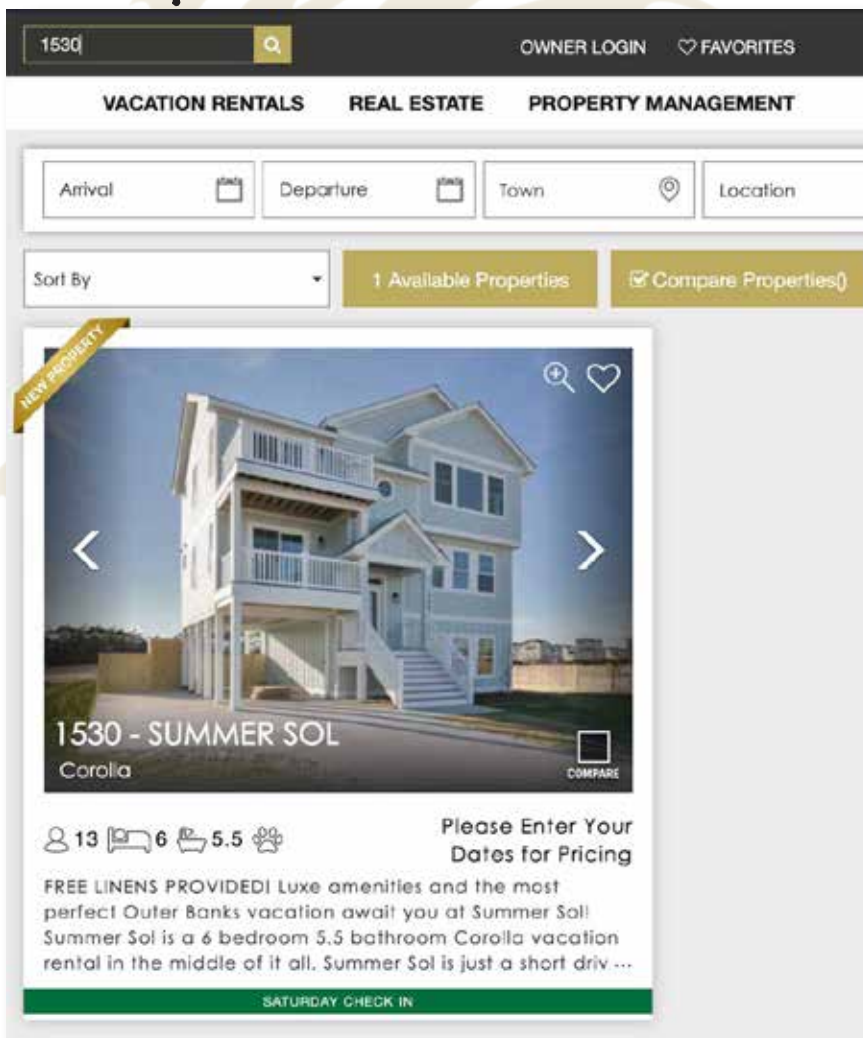 1530
OWNER LOGIN FAVORITES
VACATION RENTALS REAL ESTATE PROPERTY MANAGEMENT
Arrival Departure Town Location
Sort By 1 Available Properties Compare Properties()
NEW PROPERTY
1530 - SUMMER SOL
Corolla
COMPARE
13 6 5.5 Please Enter Your
Dates for Pricing
FREE LINENS PROVIDED! Luxe amenities and the most
perfect Outer Banks vacation await you at Summer Sol!
Summer Sol is a 6 bedroom 5.5 bathroom Corolla vacation
rental in the middle of it all. Summer Sol is just a short driv ...
SATURDAY CHECK IN